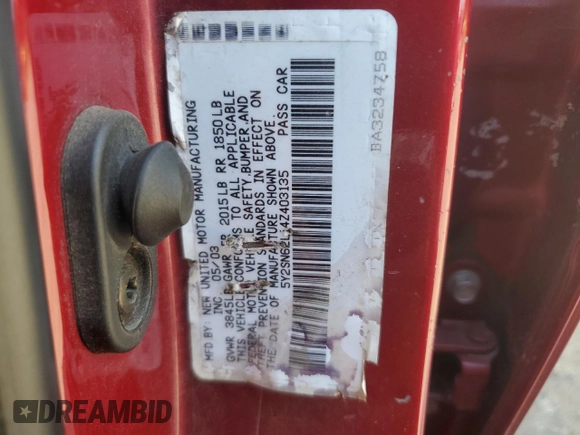 MFD BY: NEW UNITED MOTOR MANUFACTURING
INC 05/03
GVWR 3845LB GAWR FR 2015LB RR 1850LB
THIS VEHICLE CONFORMS TO ALL APPLICABLE
FEDERAL MOTOR VEHICLE SAFETY,BUMPER,AND
THEFT PREVENTION STANDARDS IN EFFECT ON
THE DATE OF MANUFACTURE SHOWN ABOVE.
5Y2SN62L Z403135 PASS CAR
BA3234758
DREAMBID